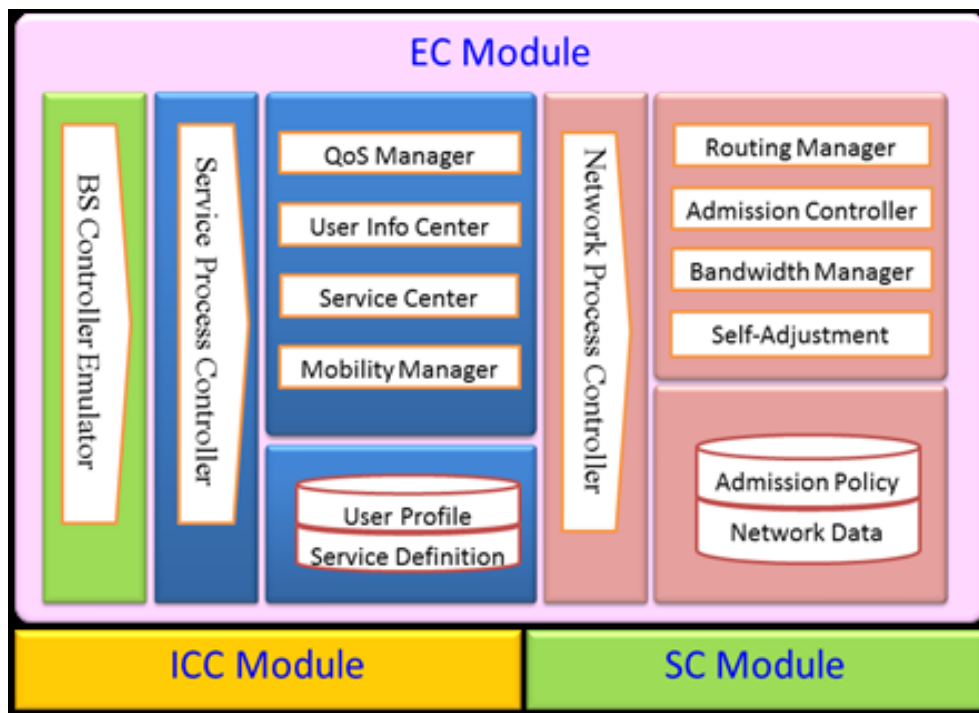 EC Module
BS Controller Emulator
Service Process Controller
QoS Manager
User Info Center
Service Center
Mobility Manager
User Profile
Service Definition
Network Process Controller
Routing Manager
Admission Controller
Bandwidth Manager
Self-Adjustment
Admission Policy
Network Data
ICC Module
SC Module